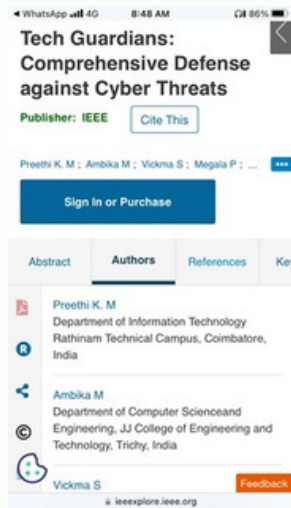 WhatsApp 4G 8:48 AM 86%
Tech Guardians:
Comprehensive Defense
against Cyber Threats
Publisher: IEEE Cite This
Preethi K. M ; Ambika M ; Vickma S ; Megala P ; ...
Sign In or Purchase
Abstract Authors References Key
Preethi K. M
Department of Information Technology
Rathinam Technical Campus, Coimbatore,
India
R
Ambika M
Department of Computer Scienceand
Engineering, JJ College of Engineering and
Technology, Trichy, India
©
Vickma S
Feedback
ieeexplore.ieee.org